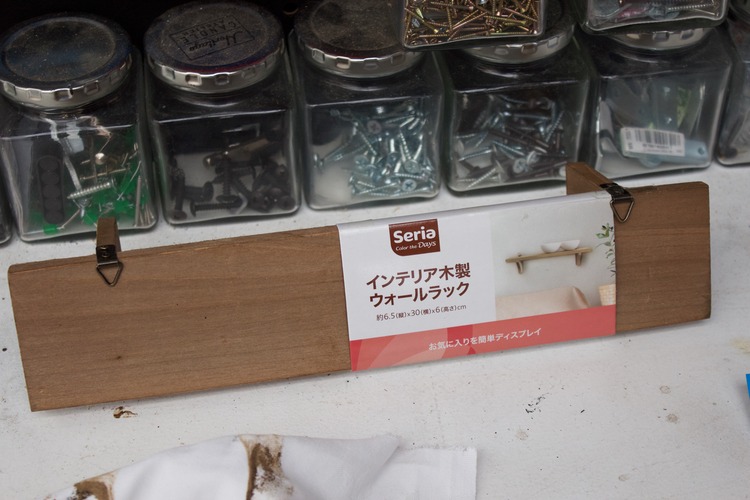 Seria
Color the Days
インテリア木製
ウォールラック
約6.5(縦)x30(横)x6(高さ)cm
お気に入りを簡単ディスプレイ